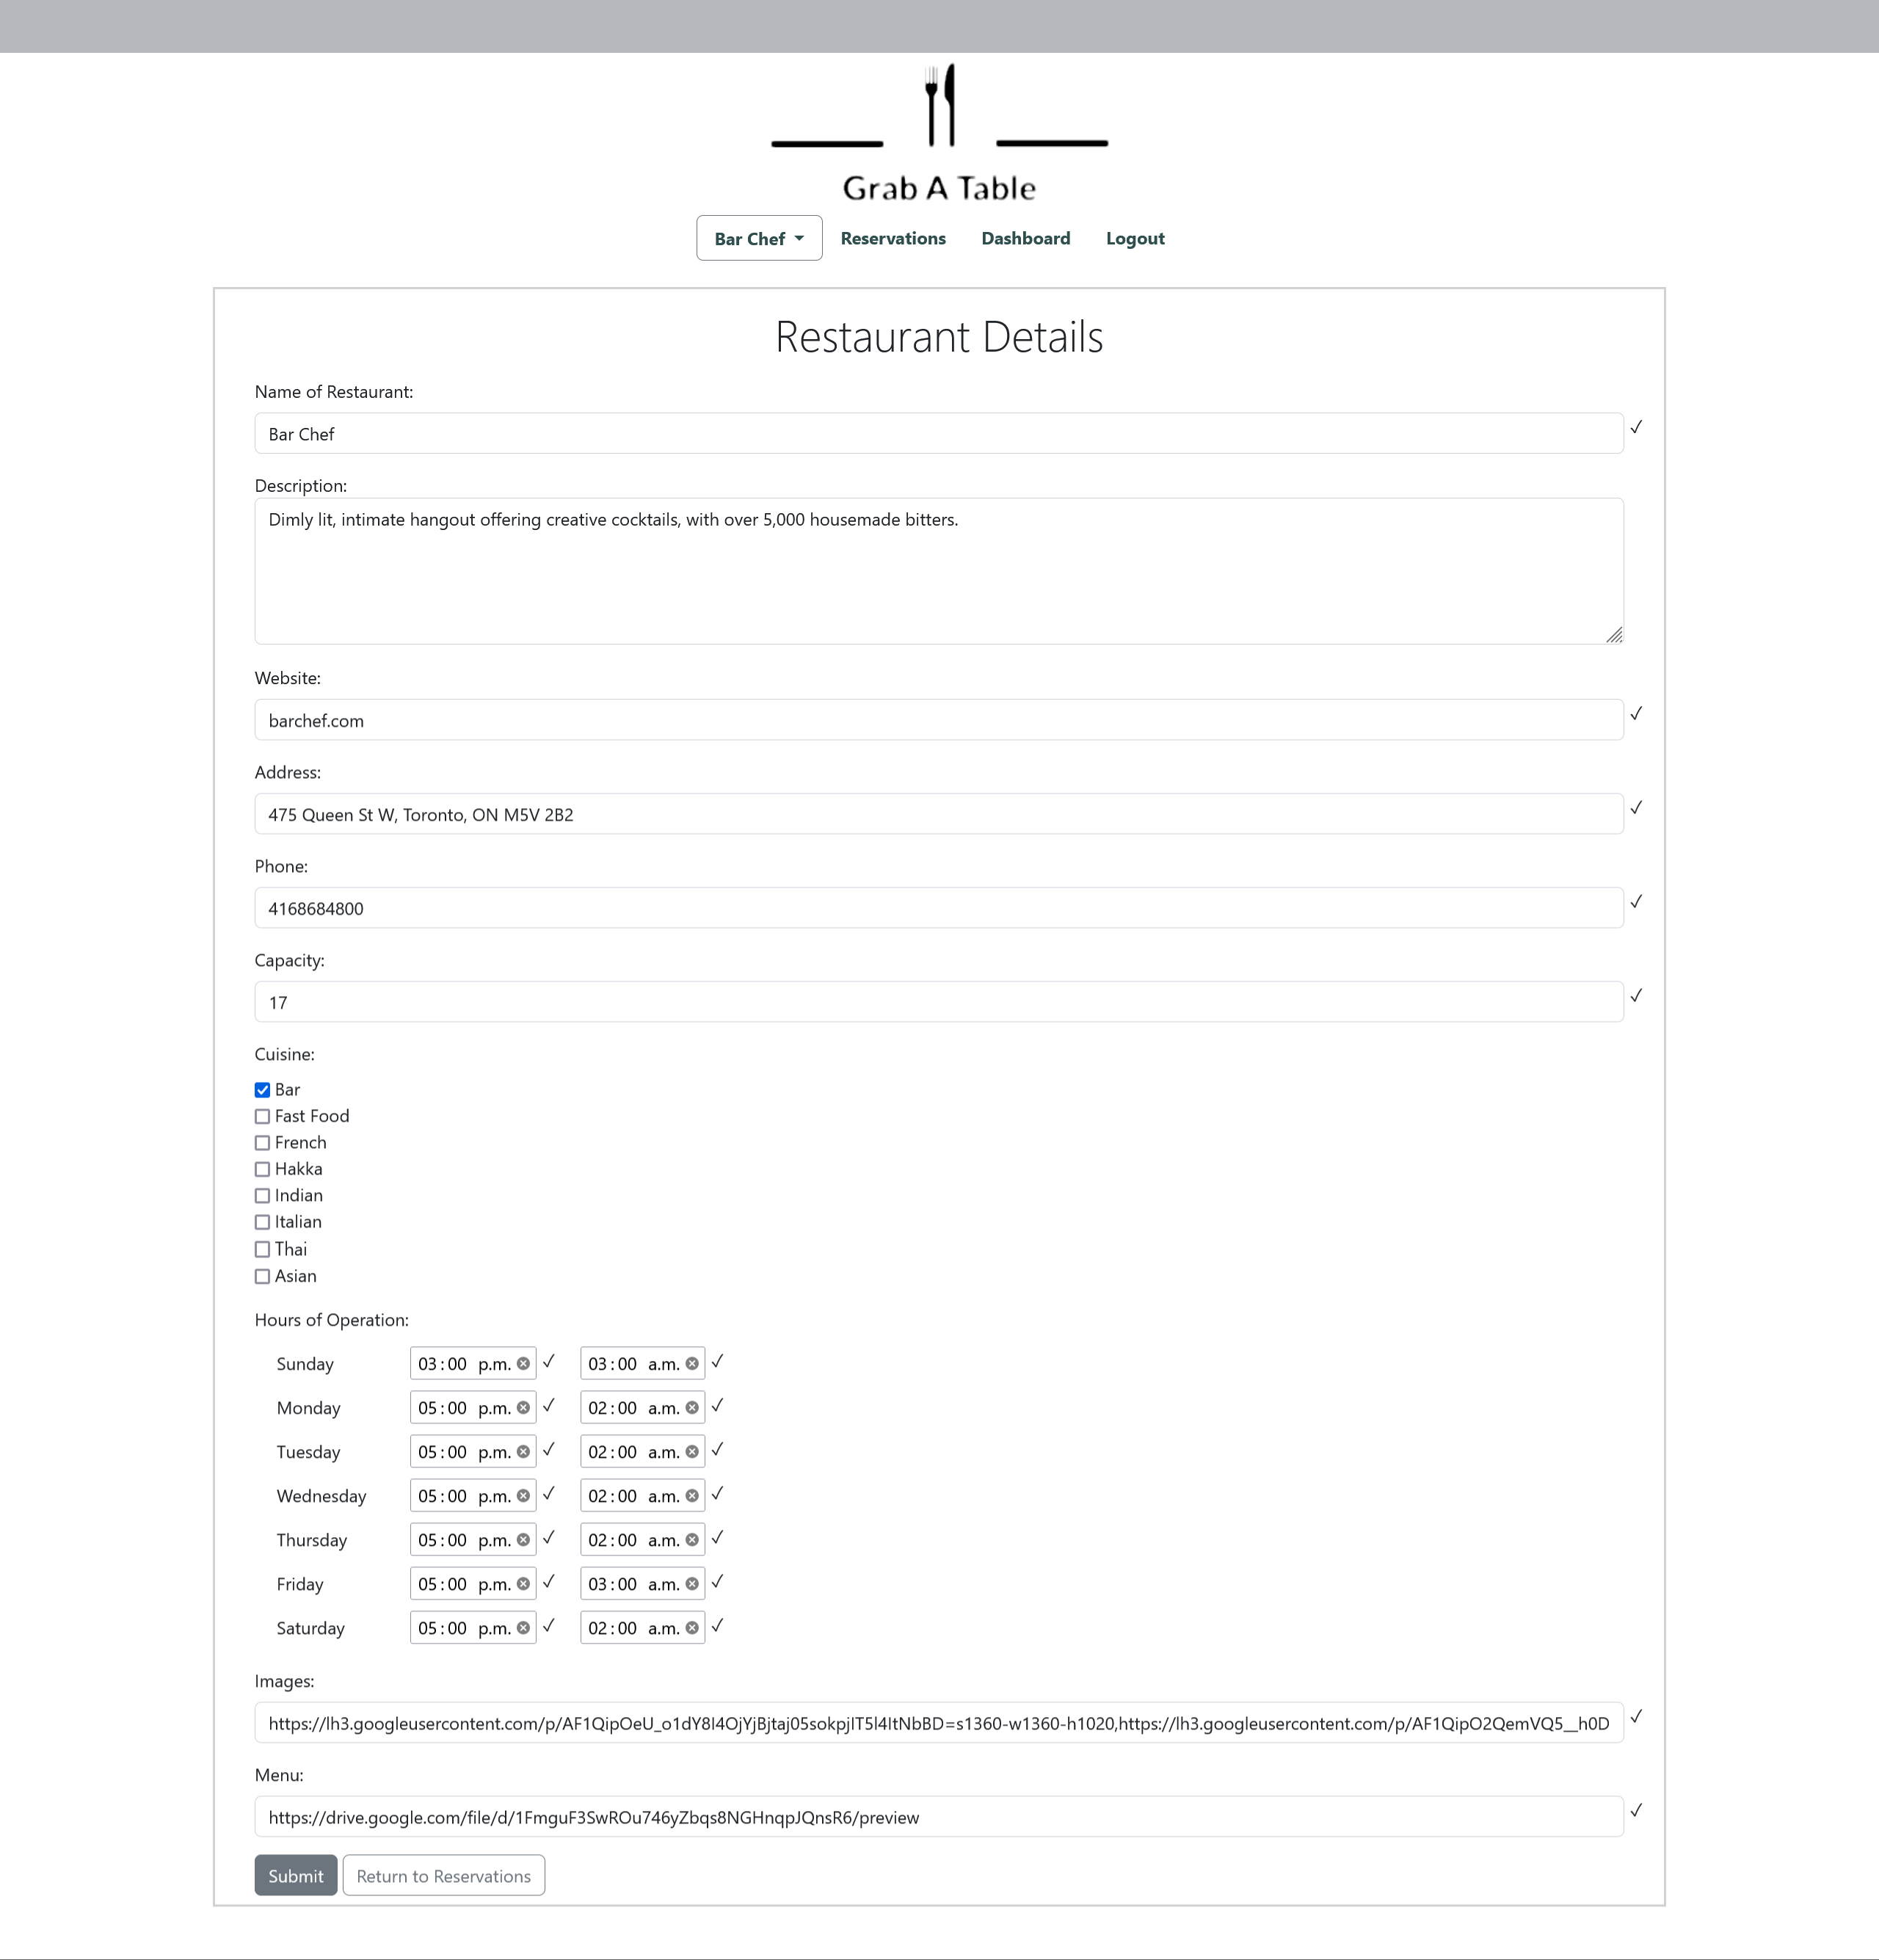 Grab A Table
Bar Chef Reservations Dashboard Logout
Restaurant Details
Name of Restaurant:
Bar Chef
Description:
Dimly lit, intimate hangout offering creative cocktails, with over 5,000 housemade bitters.
Website:
barchef.com
Address:
475 Queen St W, Toronto, ON M5V 2B2
Phone:
4168684800
Capacity:
17
Cuisine:
Bar
Fast Food
French
Hakka
Indian
Italian
Thai
Asian
Hours of Operation:
Sunday 03:00 p.m. 03:00 a.m.
Monday 05:00 p.m. 02:00 a.m.
Tuesday 05:00 p.m. 02:00 a.m.
Wednesday 05:00 p.m. 02:00 a.m.
Thursday 05:00 p.m. 02:00 a.m.
Friday 05:00 p.m. 03:00 a.m.
Saturday 05:00 p.m. 02:00 a.m.
Images:
https://lh3.googleusercontent.com/p/AF1QipOeU_o1dY8I4OjYjBjtaj05sokpjIT5l4ItNbBD=s1360-w1360-h1020,https://lh3.googleusercontent.com/p/AF1QipO2QemVQ5__h0D
Menu:
https://drive.google.com/file/d/1FmguF3SwROu746yZbqs8NGHnqpJQnsR6/preview
Submit Return to Reservations